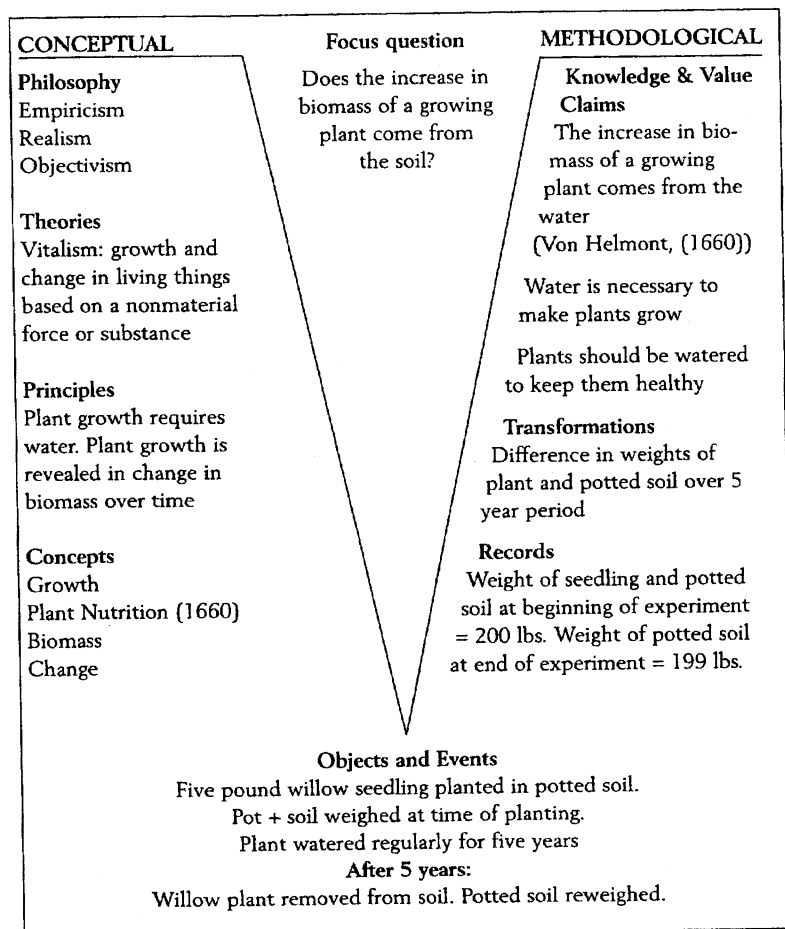 CONCEPTUAL
Philosophy
Empiricism
Realism
Objectivism
Theories
Vitalism: growth and
change in living things
based on a nonmaterial
force or substance
Principles
Plant growth requires
water. Plant growth is
revealed in change in
biomass over time
Concepts
Growth
Plant Nutrition (1660)
Biomass
Change
Focus question
Does the increase in
biomass of a growing
plant come from
the soil?
METHODOLOGICAL
Knowledge & Value
Claims
The increase in bio-
mass of a growing
plant comes from the
water
(Von Helmont, (1660))
Water is necessary to
make plants grow
Plants should be watered
to keep them healthy
Transformations
Difference in weights of
plant and potted soil over 5
year period
Records
Weight of seedling and potted
soil at beginning of experiment
= 200 lbs. Weight of potted soil
at end of experiment = 199 lbs.
Objects and Events
Five pound willow seedling planted in potted soil.
Pot + soil weighed at time of planting.
Plant watered regularly for five years
After 5 years:
Willow plant removed from soil. Potted soil reweighed.